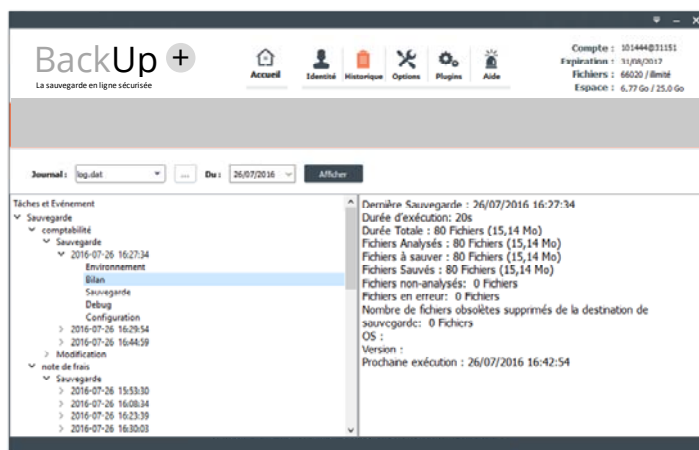 BackUp +
La sauvegarde en ligne sécurisée
Accueil
Identité
Historique
Options
Plugins
Aide
Compte : 101444@31151
Expiration : 31/08/2017
Fichiers : 66020 / illimité
Espace : 6,77 Go / 25,0 Go
Journal : log.dat ... Du : 26/07/2016 Afficher
Tâches et Evénement
Sauvegarde
comptabilité
Sauvegarde
2016-07-26 16:27:34
Environnement
Bilan
Sauvegarde
Debug
Configuration
2016-07-26 16:29:54
2016-07-26 16:44:59
Modification
note de frais
Sauvegarde
2016-07-26 15:53:30
2016-07-26 16:08:34
2016-07-26 16:23:39
2016-07-26 16:30:03
Dernière Sauvegarde : 26/07/2016 16:27:34
Durée d'exécution: 20s
Durée Totale : 80 Fichiers (15,14 Mo)
Fichiers Analysés : 80 Fichiers (15,14 Mo)
Fichiers à sauver : 80 Fichiers (15,14 Mo)
Fichiers Sauvés : 80 Fichiers (15,14 Mo)
Fichiers non-analysés: 0 Fichiers
Fichiers en erreur: 0 Fichiers
Nombre de fichiers obsolètes supprimés de la destination de
sauvegarde: 0 Fichiers
OS :
Version :
Prochaine exécution : 26/07/2016 16:42:54